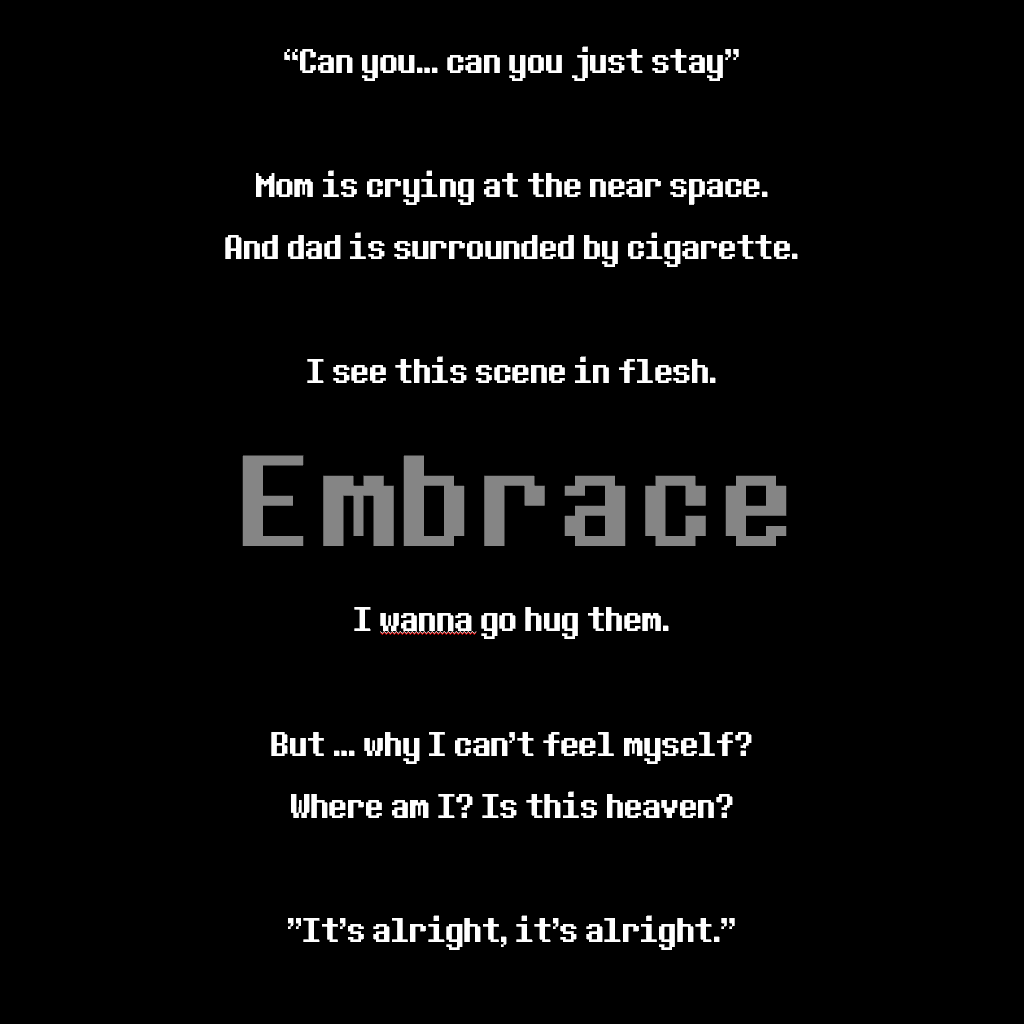 “Can you... can you just stay”
Mom is crying at the near space.
And dad is surrounded by cigarette.
I see this scene in flesh.
Embrace
I wanna go hug them.
But ... why I can’t feel myself?
Where am I? Is this heaven?
”It’s alright, it’s alright.”